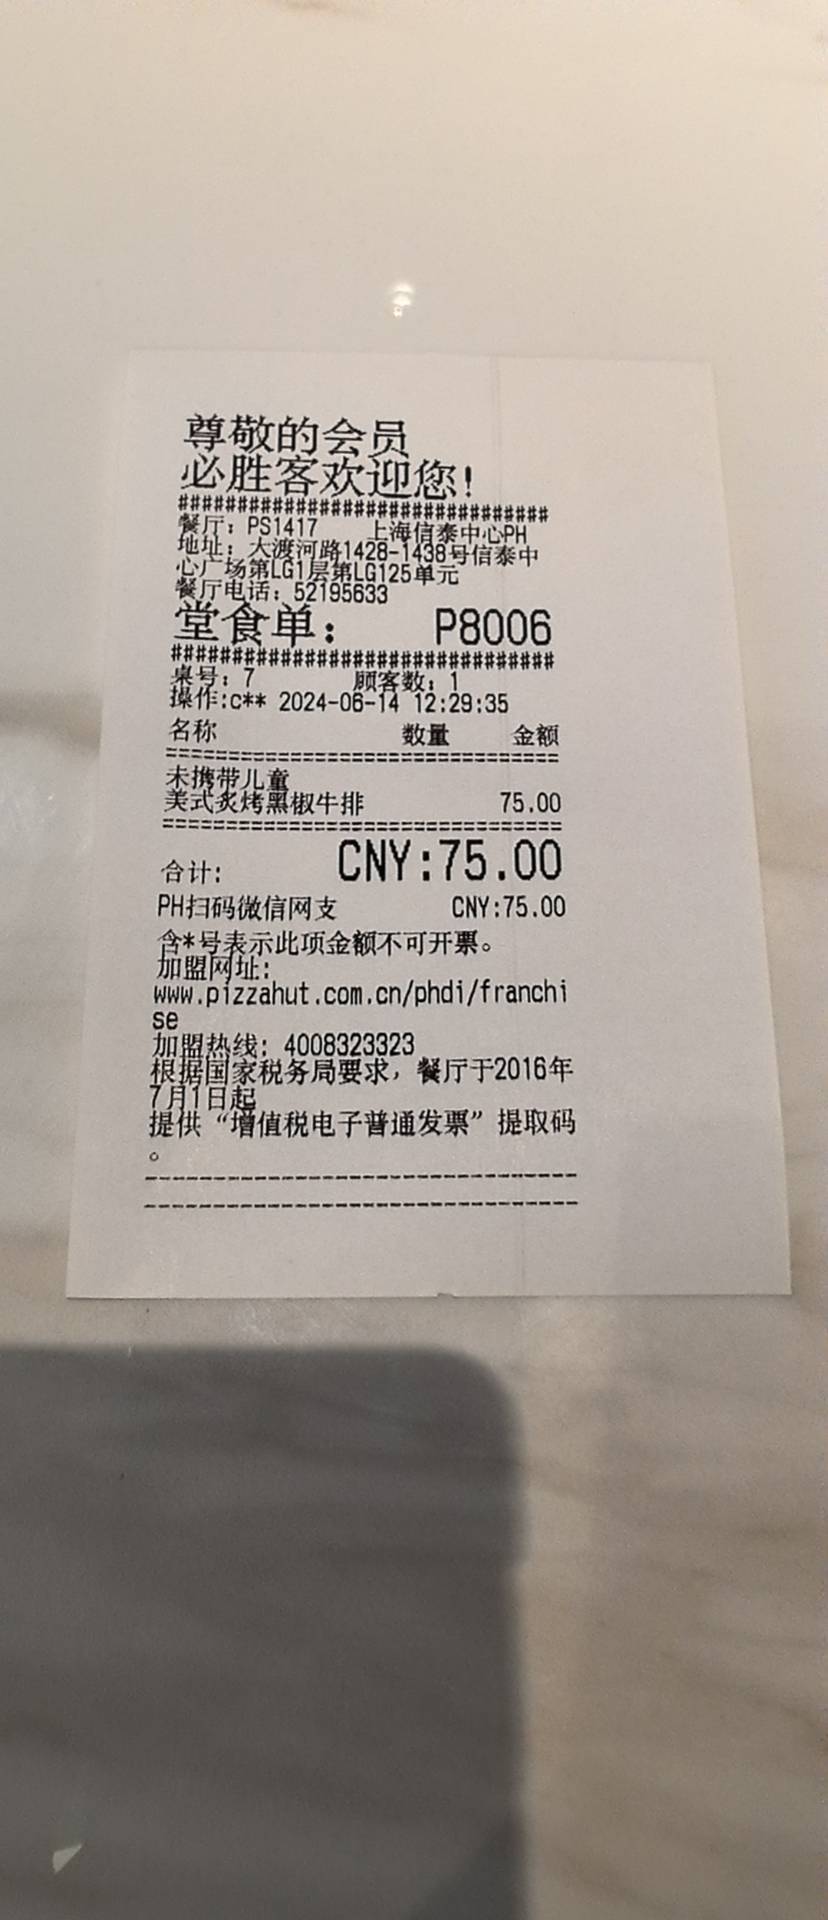 尊敬的会员
必胜客欢迎您!
###############################
餐厅: PS1417 上海信泰中心PH
地址: 大渡河路1428-1438号信泰中
心广场第LG1层第LG125单元
餐厅电话: 52195633
堂食单: P8006
###############################
桌号: 7 顾客数: 1
操作:c** 2024-06-14 12:29:35
名称 数量 金额
================================
未携带儿童
美式炙烤黑椒牛排 75.00
================================
合计: CNY:75.00
PH扫码微信网支 CNY:75.00
含*号表示此项金额不可开票。
加盟网址:
www.pizzahut.com.cn/phdi/franchi
se
加盟热线: 4008323323
根据国家税务局要求，餐厅于2016年
7月1日起
提供“增值税电子普通发票”提取码
。
--------------------------------
--------------------------------